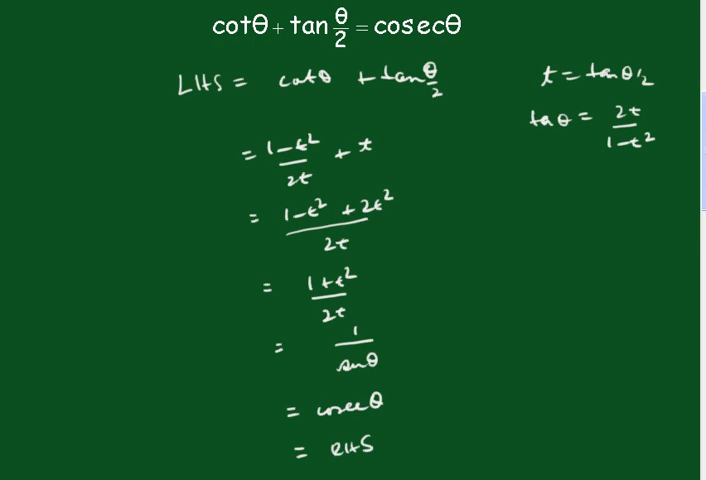 cotθ + tan θ/2 = cosecθ
LHS = cotθ + tan θ/2
t = tan θ/2
tan θ = 2t/1-t²
= 1-t²/2t + t
= 1-t² + 2t²/2t
= 1+t²/2t
= 1/sinθ
= cosec θ
= RHS